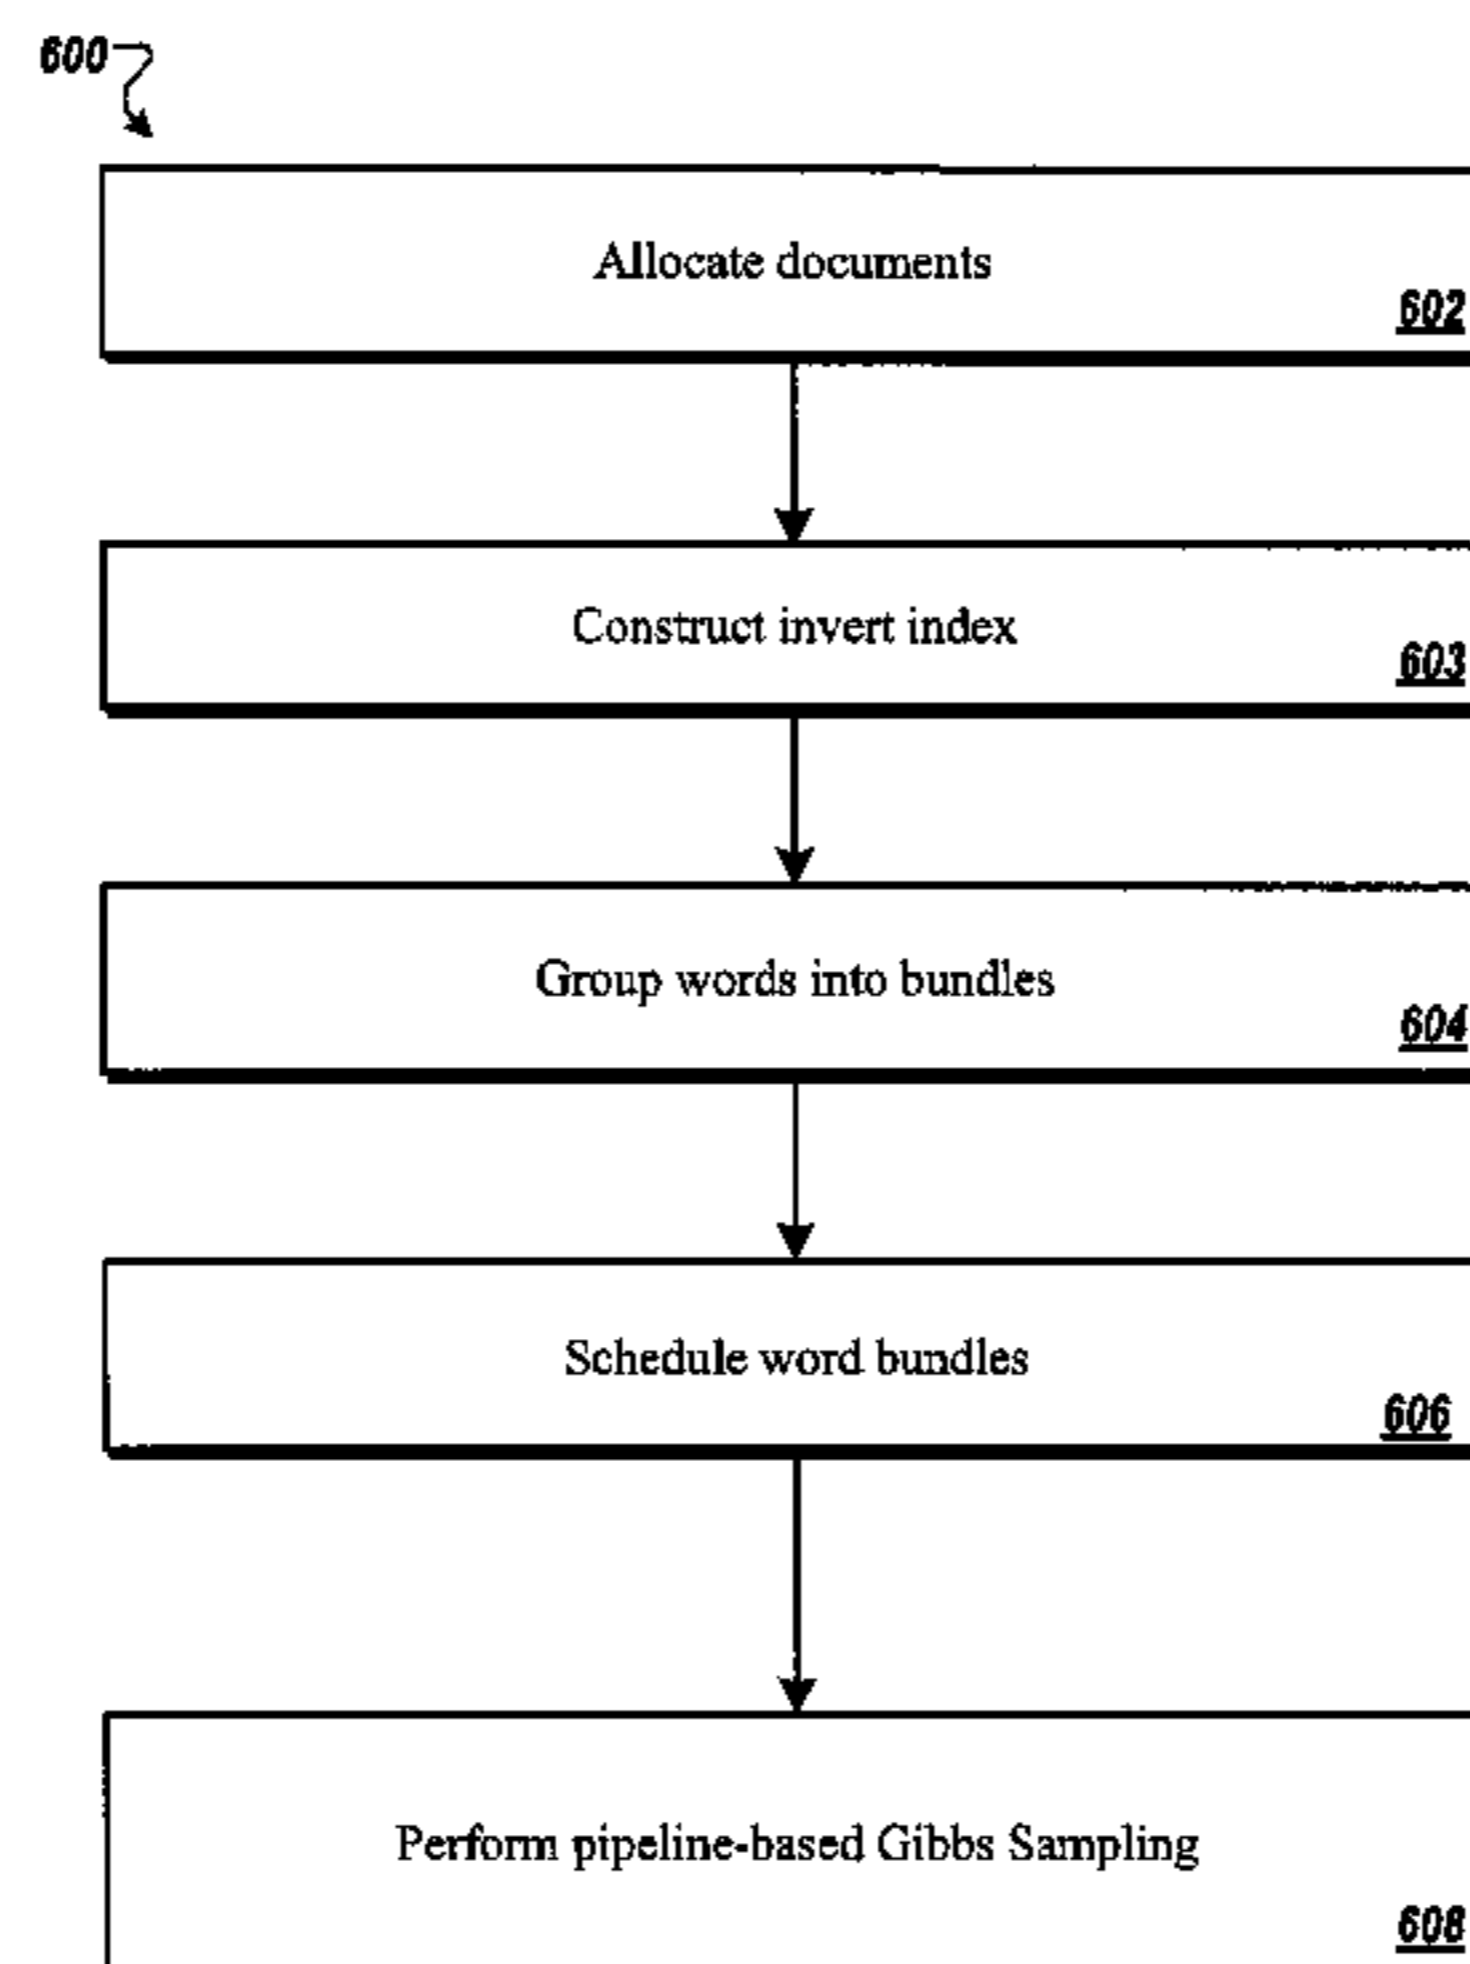 600
Allocate documents
602
Construct invert index
603
Group words into bundles
604
Schedule word bundles
606
Perform pipeline-based Gibbs Sampling
608